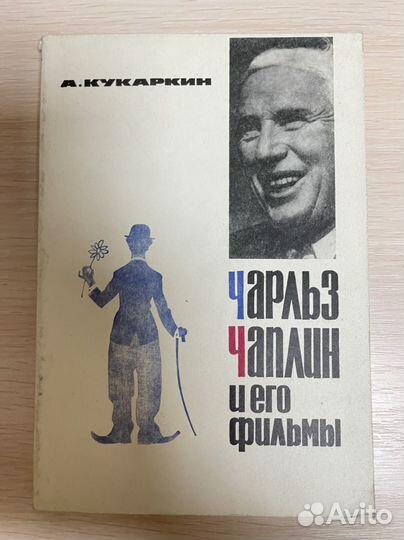 А. КУКАРКИН
ЧАРЛЬЗ
ЧАПЛИН
И ЕГО
ФИЛЬМЫ
Avito